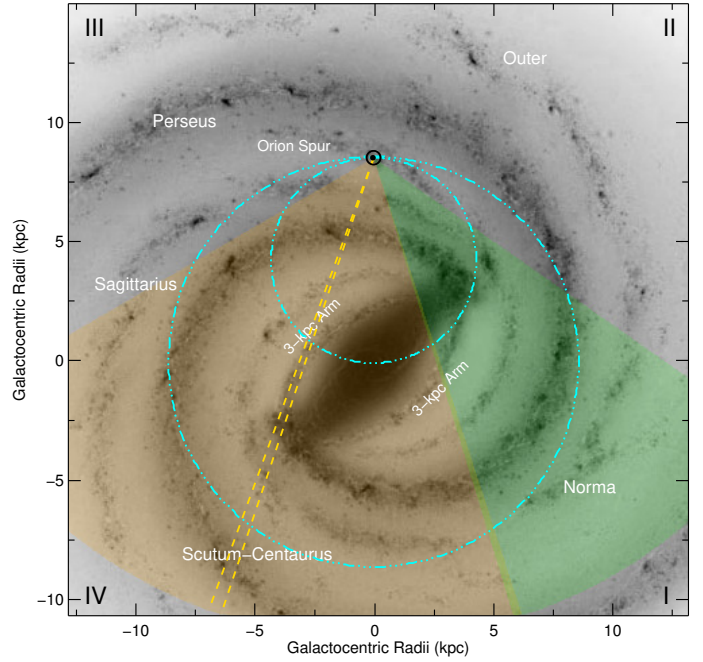 III
II
Outer
Perseus
Orion Spur
Sagittarius
3−kpc Arm
3−kpc Arm
Norma
Scutum−Centaurus
IV
I
10
5
0
−5
−10
−10
−5
0
5
10
Galactocentric Radii (kpc)
Galactocentric Radii (kpc)